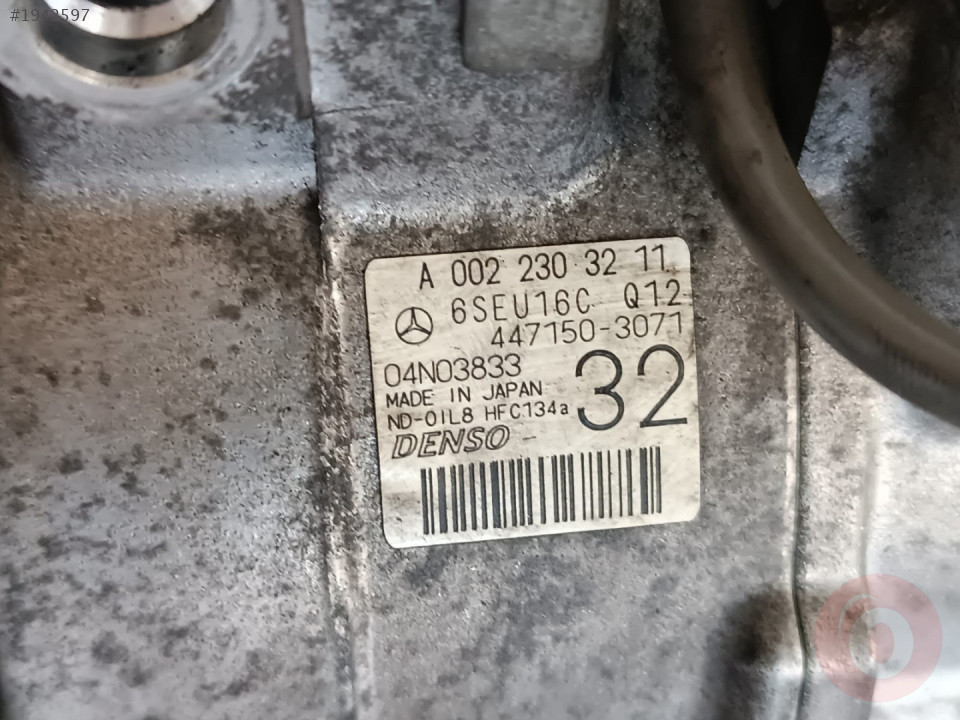 A 002 230 32 11
6SEU16C Q12
447150-3071
04N03833
32
MADE IN JAPAN
ND-OIL8 HFC134a
DENSO